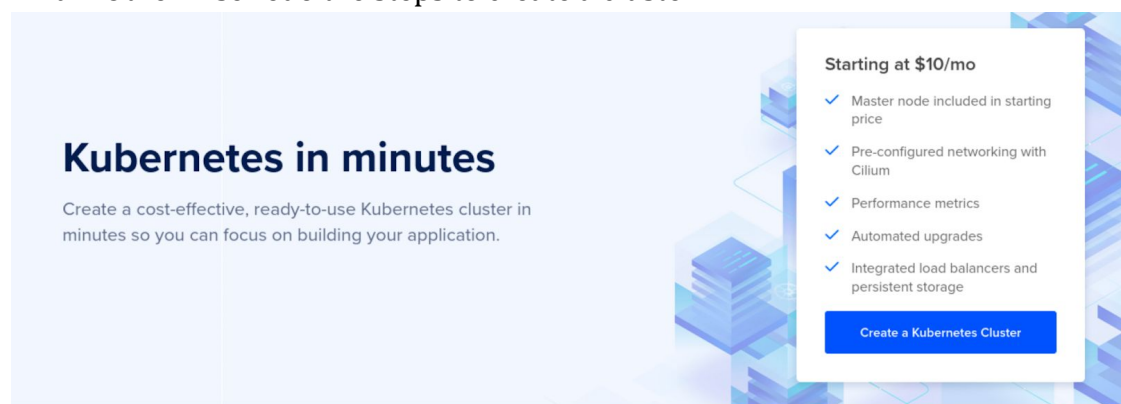 Kubernetes in minutes
Create a cost-effective, ready-to-use Kubernetes cluster in
minutes so you can focus on building your application.
Starting at $10/mo
Master node included in starting
price
Pre-configured networking with
Cilium
Performance metrics
Automated upgrades
Integrated load balancers and
persistent storage
Create a Kubernetes Cluster